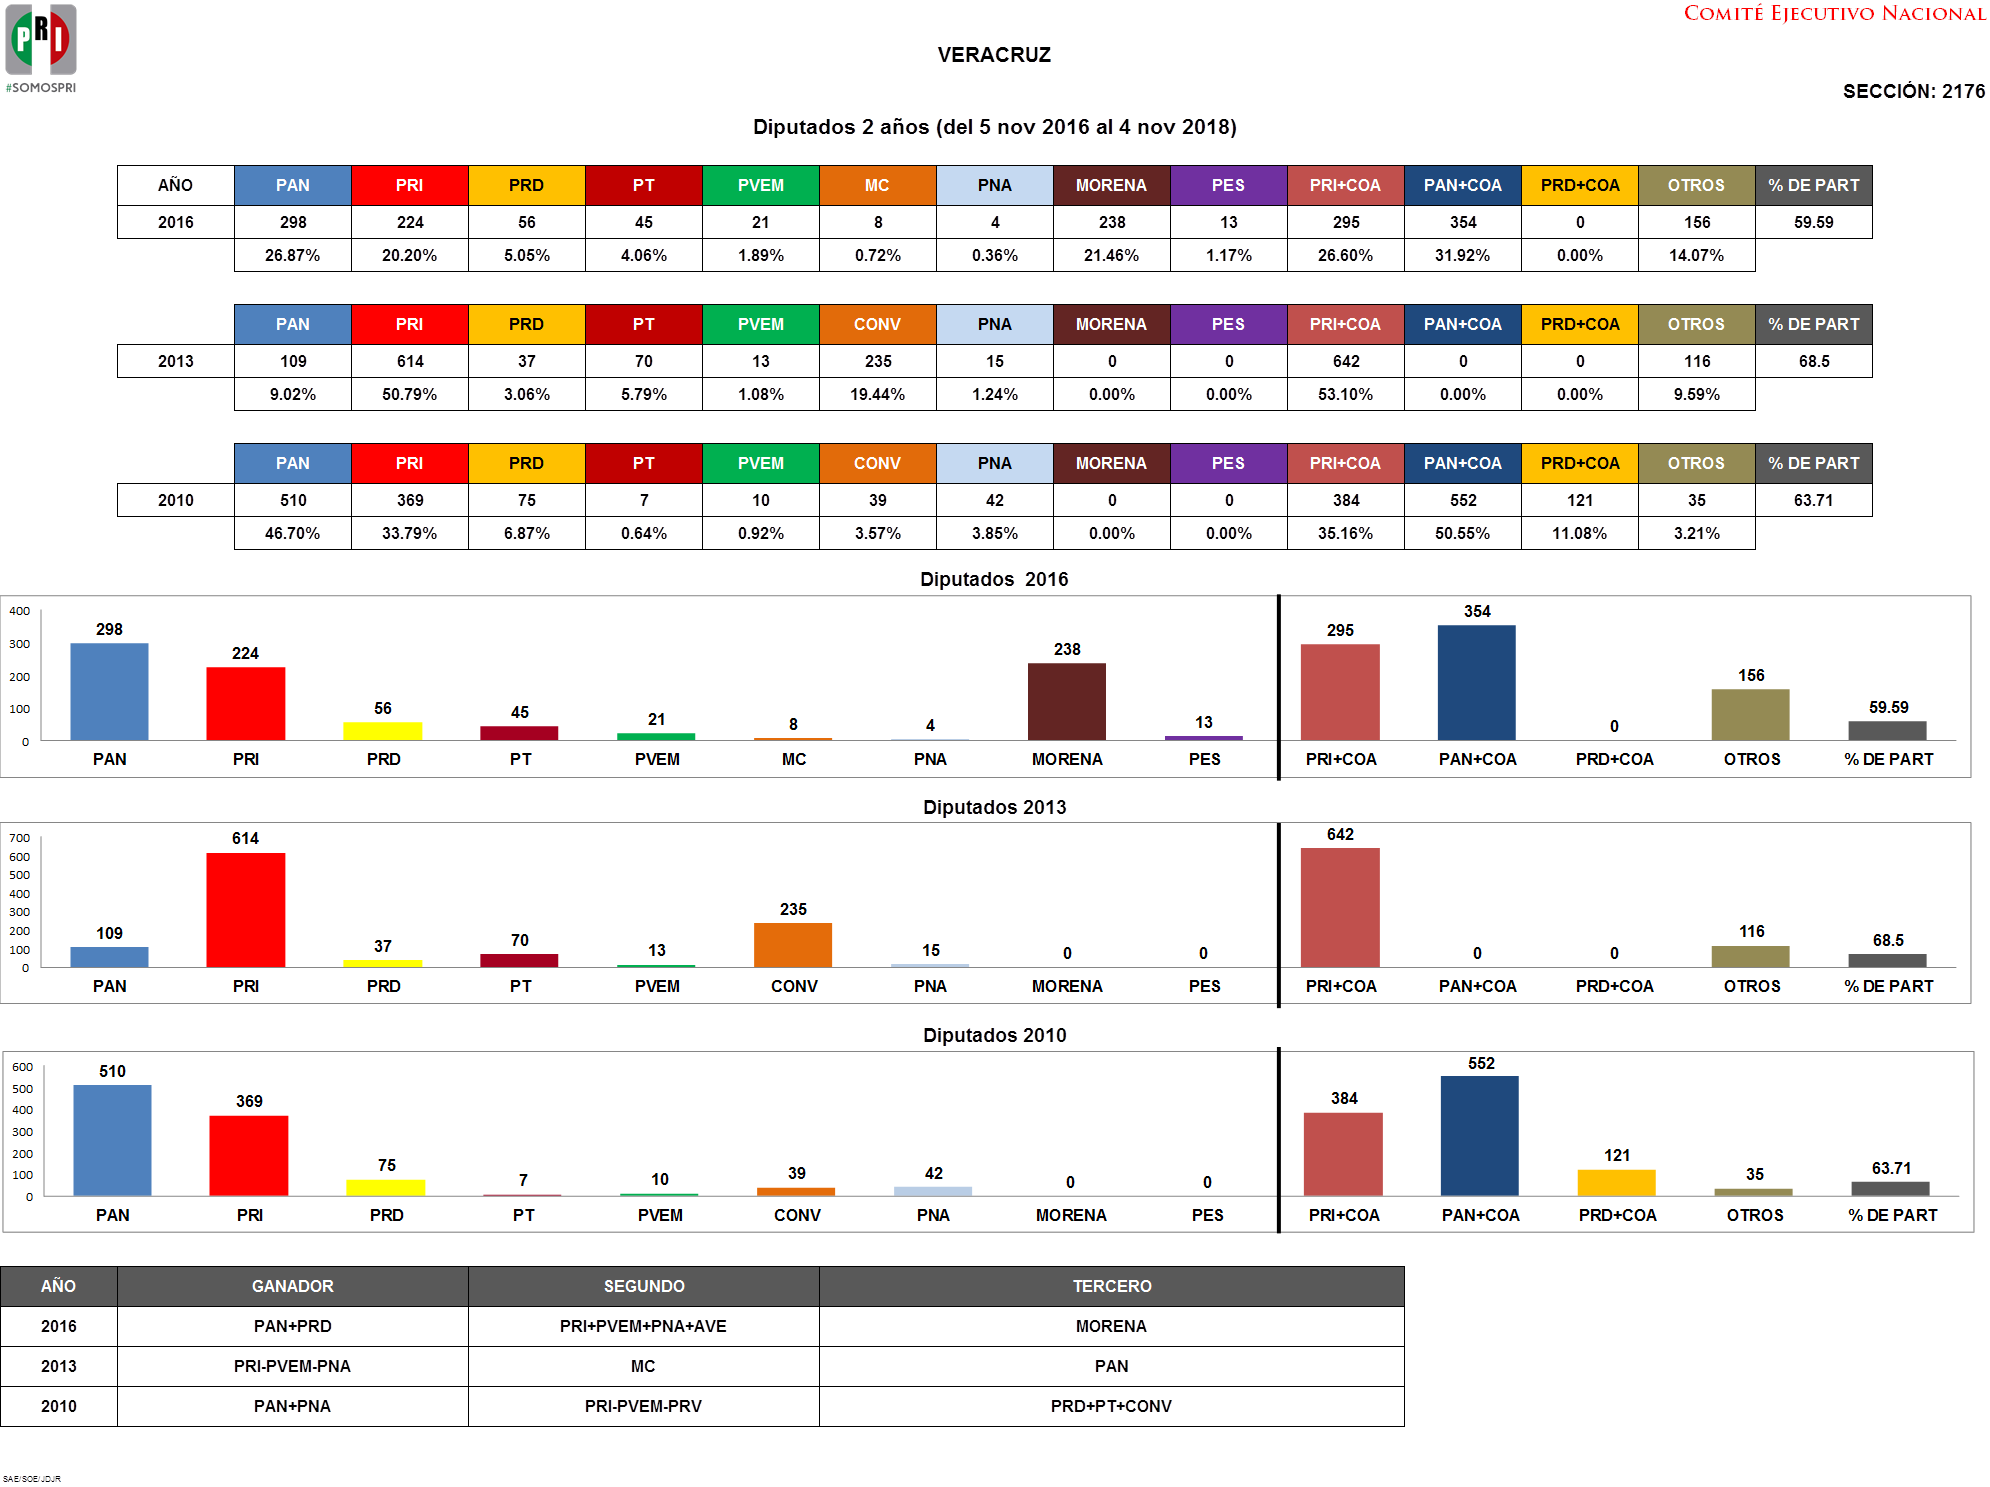 PRI
#SOMOSPRI
COMITÉ EJECUTIVO NACIONAL
VERACRUZ
SECCIÓN: 2176
Diputados 2 años (del 5 nov 2016 al 4 nov 2018)
AÑO PAN PRI PRD PT PVEM MC PNA MORENA PES PRI+COA PAN+COA PRD+COA OTROS % DE PART
2016 298 224 56 45 21 8 4 238 13 295 354 0 156 59.59
26.87% 20.20% 5.05% 4.06% 1.89% 0.72% 0.36% 21.46% 1.17% 26.60% 31.92% 0.00% 14.07%
PAN PRI PRD PT PVEM CONV PNA MORENA PES PRI+COA PAN+COA PRD+COA OTROS % DE PART
2013 109 614 37 70 13 235 15 0 0 642 0 0 116 68.5
9.02% 50.79% 3.06% 5.79% 1.08% 19.44% 1.24% 0.00% 0.00% 53.10% 0.00% 0.00% 9.59%
PAN PRI PRD PT PVEM CONV PNA MORENA PES PRI+COA PAN+COA PRD+COA OTROS % DE PART
2010 510 369 75 7 10 39 42 0 0 384 552 121 35 63.71
46.70% 33.79% 6.87% 0.64% 0.92% 3.57% 3.85% 0.00% 0.00% 35.16% 50.55% 11.08% 3.21%
Diputados  2016
400
300
200
100
0
298 224 56 45 21 8 4 238 13 295 354 0 156 59.59
PAN PRI PRD PT PVEM MC PNA MORENA PES PRI+COA PAN+COA PRD+COA OTROS % DE PART
Diputados 2013
700
600
500
400
300
200
100
0
109 614 37 70 13 235 15 0 0 642 0 0 116 68.5
PAN PRI PRD PT PVEM CONV PNA MORENA PES PRI+COA PAN+COA PRD+COA OTROS % DE PART
Diputados 2010
600
500
400
300
200
100
0
510 369 75 7 10 39 42 0 0 384 552 121 35 63.71
PAN PRI PRD PT PVEM CONV PNA MORENA PES PRI+COA PAN+COA PRD+COA OTROS % DE PART
AÑO GANADOR SEGUNDO TERCERO
2016 PAN+PRD PRI+PVEM+PNA+AVE MORENA
2013 PRI-PVEM-PNA MC PAN
2010 PAN+PNA PRI-PVEM-PRV PRD+PT+CONV
SAE/SOE/JDJR